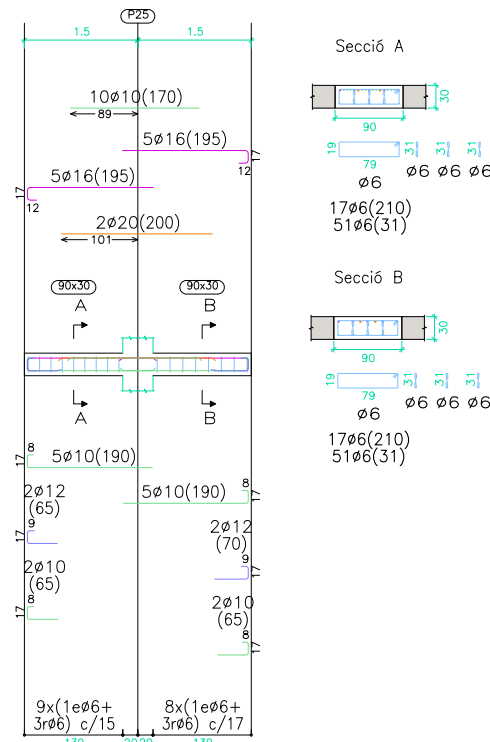 P25
1.5 1.5
10ø10(170)
89
5ø16(195)
17
12
5ø16(195)
17
12
2ø20(200)
101
90x30
90x30
A
B
A
B
8
17
5ø10(190)
8
5ø10(190)
17
2ø12
(65)
9
17
2ø12
(70)
9
17
2ø10
(65)
8
17
2ø10
(65)
8
17
9x(1eø6+
3rø6) c/15
8x(1eø6+
3rø6) c/17
130 20 20 130
Secció A
30
90
19
79
31
31
31
ø6
ø6 ø6 ø6
17ø6(210)
51ø6(31)
Secció B
30
90
19
79
31
31
31
ø6
ø6 ø6 ø6
17ø6(210)
51ø6(31)